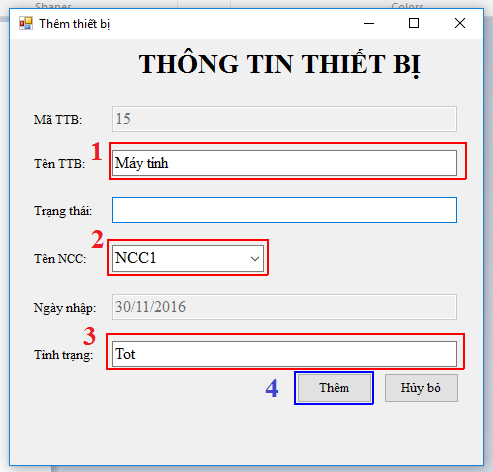 Shapes
Colors
Thêm thiết bị
THÔNG TIN THIẾT BỊ
Mã TTB: 15
1
Tên TTB: Máy tính
Trạng thái:
2
Tên NCC: NCC1
Ngày nhập: 30/11/2016
3
Tình trạng: Tot
4 Thêm Hủy bỏ